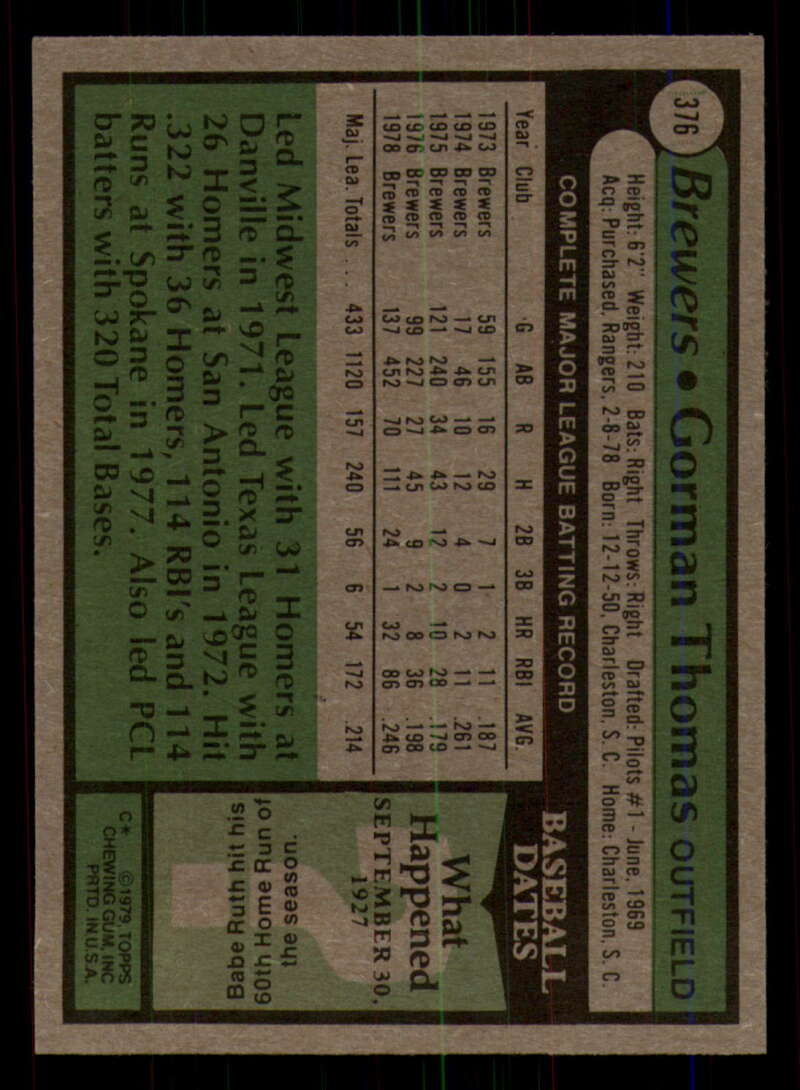 376
Brewers • Gorman Thomas OUTFIELD
Height: 6'2" Weight: 210 Bats: Right Throws: Right Drafted: Pilots #1 - June, 1969
Acq: Purchased, Rangers, 2-8-78 Born: 12-12-50, Charleston, S. C. Home: Charleston, S. C.
COMPLETE MAJOR LEAGUE BATTING RECORD
Year Club G AB R H 2B 3B HR RBI AVG.
1973 Brewers 59 155 16 29 7 1 2 11 .187
1974 Brewers 17 46 10 12 4 0 2 11 .261
1975 Brewers 121 240 34 43 12 2 10 28 .179
1976 Brewers 99 227 27 45 9 2 8 36 .198
1978 Brewers 137 452 70 111 24 1 32 86 .246
Maj. Lea. Totals . . . 433 1120 157 240 56 6 54 172 .214
Led Midwest League with 31 Homers at
Danville in 1971. Led Texas League with
26 Homers at San Antonio in 1972. Hit
.322 with 36 Homers, 114 RBI's and 114
Runs at Spokane in 1977. Also led PCL
batters with 320 Total Bases.
BASEBALL
DATES
What
Happened
SEPTEMBER 30,
1927
Babe Ruth hit his
60th Home Run of
the season.
C* ©1979, TOPPS
CHEWING GUM, INC
PRTD. IN U.S.A.